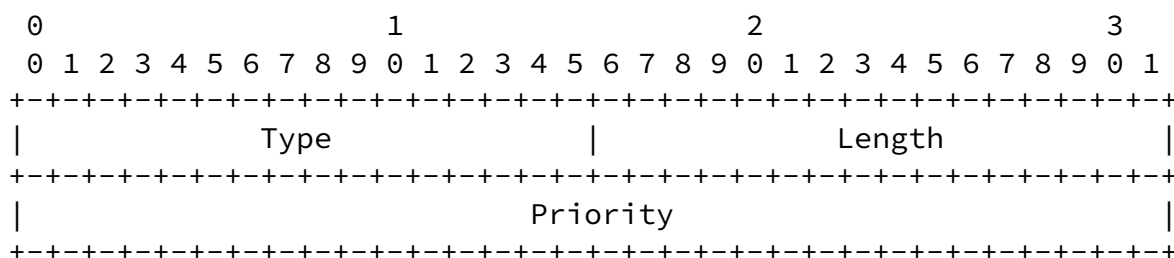 0                   1                   2                   3
 0 1 2 3 4 5 6 7 8 9 0 1 2 3 4 5 6 7 8 9 0 1 2 3 4 5 6 7 8 9 0 1
+-+-+-+-+-+-+-+-+-+-+-+-+-+-+-+-+-+-+-+-+-+-+-+-+-+-+-+-+-+-+-+-+
|             Type              |             Length            |
+-+-+-+-+-+-+-+-+-+-+-+-+-+-+-+-+-+-+-+-+-+-+-+-+-+-+-+-+-+-+-+-+
|                            Priority                           |
+-+-+-+-+-+-+-+-+-+-+-+-+-+-+-+-+-+-+-+-+-+-+-+-+-+-+-+-+-+-+-+-+